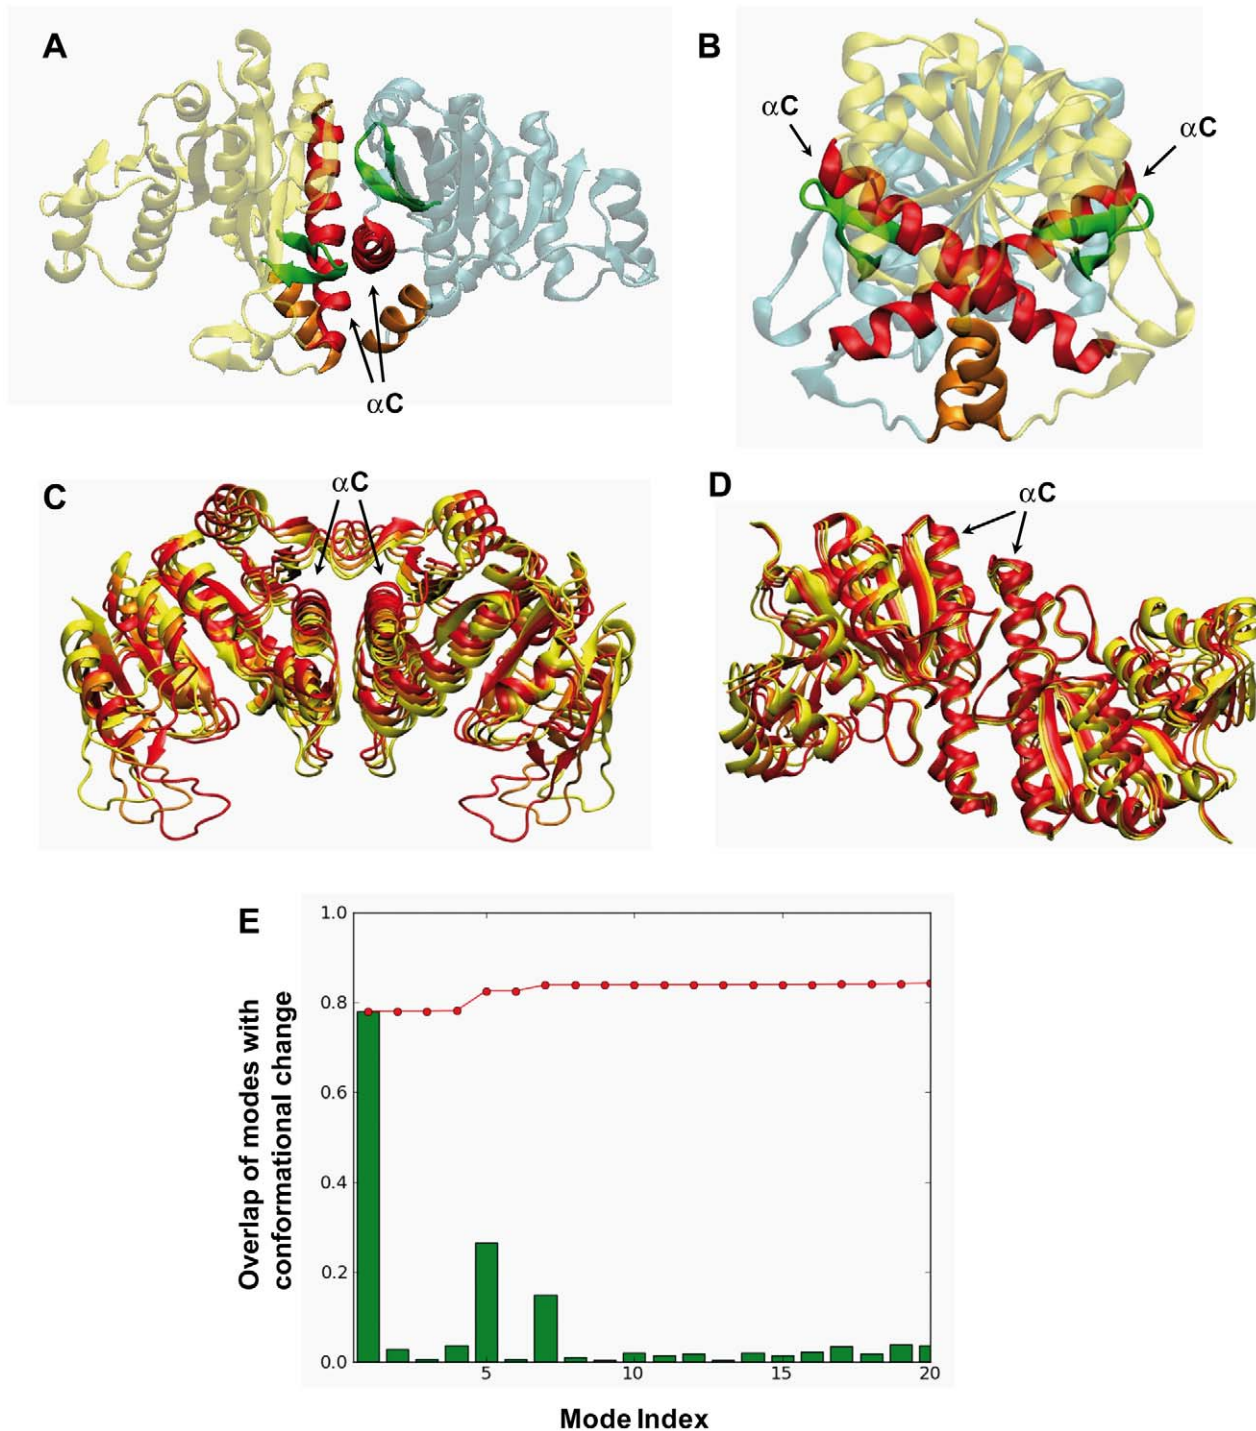 A
B
αC
αC
αC
C
αC
D
αC
E
1.0
0.8
0.6
0.4
0.2
0.0
Overlap of modes with
conformational change
5
10
15
20
Mode Index